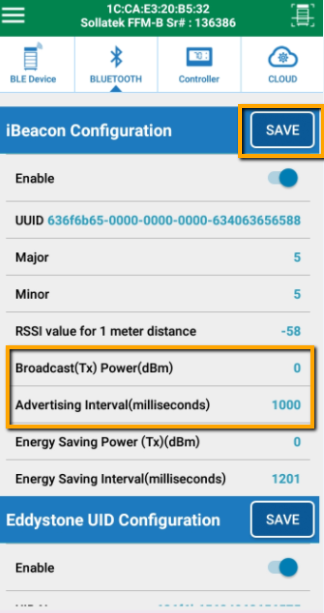 1C:CA:E3:20:B5:32
Sollatek FFM-B Sr# : 136386
BLE Device BLUETOOTH Controller CLOUD
iBeacon Configuration SAVE
Enable
UUID 636f6b65-0000-0000-0000-634063656588
Major 5
Minor 5
RSSI value for 1 meter distance -58
Broadcast(Tx) Power(dBm) 0
Advertising Interval(milliseconds) 1000
Energy Saving Power (Tx)(dBm) 0
Energy Saving Interval(milliseconds) 1201
Eddystone UID Configuration SAVE
Enable